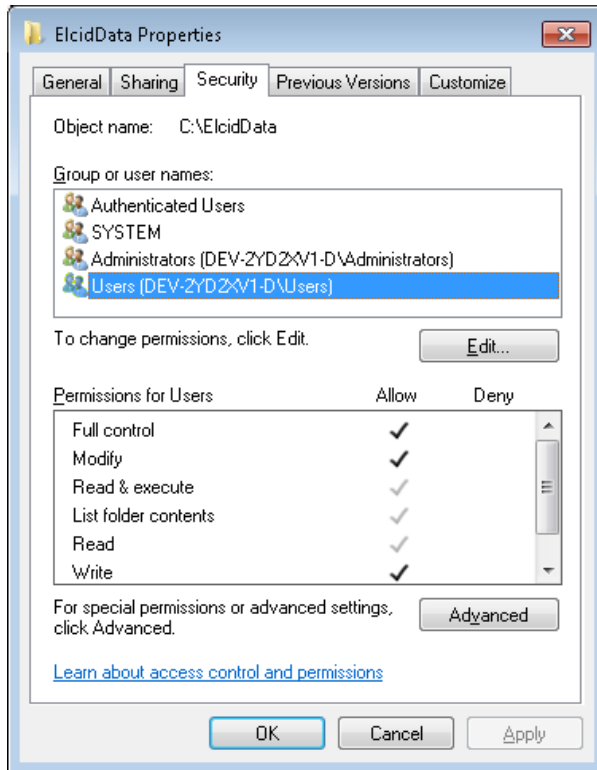 ElcidData Properties
General Sharing Security Previous Versions Customize
Object name: C:\ElcidData
Group or user names:
Authenticated Users
SYSTEM
Administrators (DEV-2YD2XV1-D\Administrators)
Users (DEV-2YD2XV1-D\Users)
To change permissions, click Edit. Edit...
Permissions for Users Allow Deny
Full control
Modify
Read & execute
List folder contents
Read
Write
For special permissions or advanced settings, Advanced
click Advanced.
Learn about access control and permissions
OK Cancel Apply